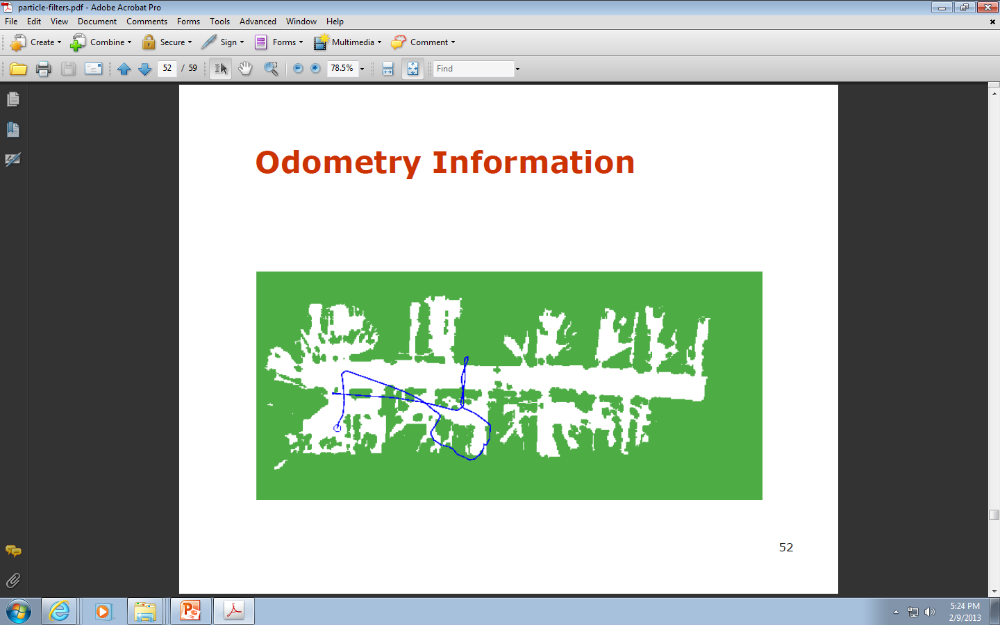 particle-filters.pdf - Adobe Acrobat Pro
File Edit View Document Comments Forms Tools Advanced Window Help
Create Combine Secure Sign Forms Multimedia Comment
52 / 59 78.5% Find
Odometry Information
52
5:24 PM
2/9/2013